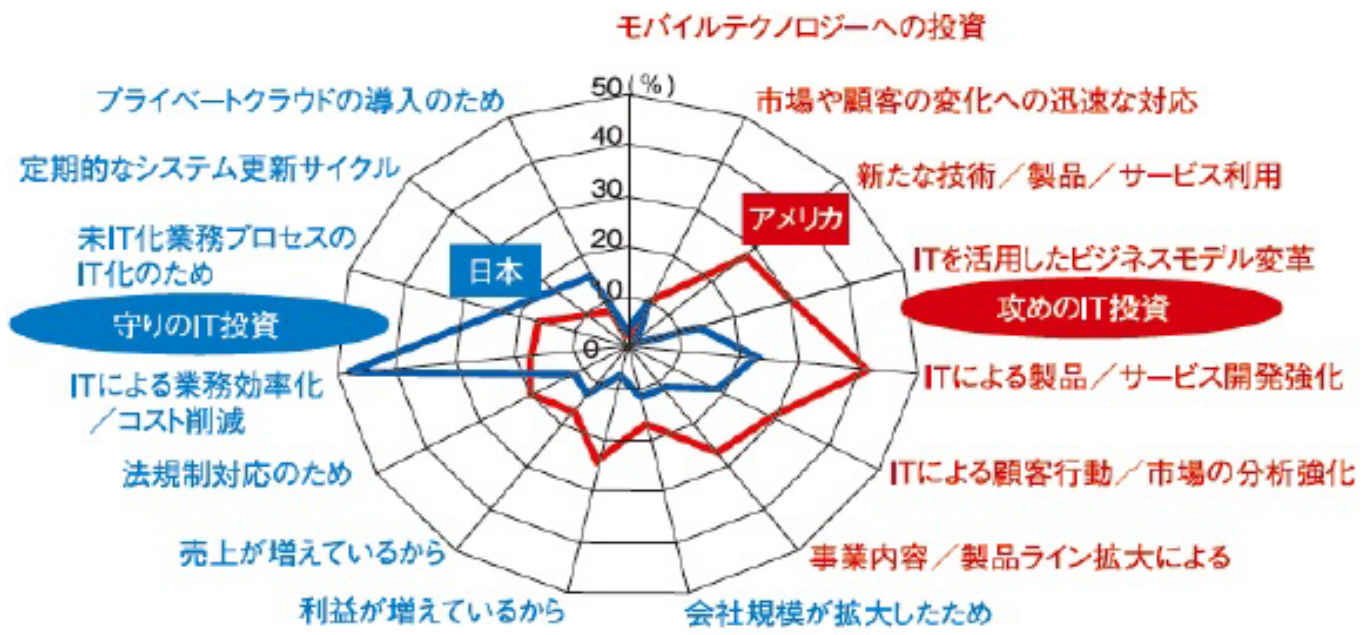 モバイルテクノロジーへの投資
50(%)
プライベートクラウドの導入のため
市場や顧客の変化への迅速な対応
40
定期的なシステム更新サイクル
新たな技術/製品/サービス利用
30
アメリカ
未IT化業務プロセスの
IT化のため
20
日本
ITを活用したビジネスモデル変革
10
守りのIT投資
攻めのIT投資
0
ITによる業務効率化
/コスト削減
ITによる製品/サービス開発強化
法規制対応のため
ITによる顧客行動/市場の分析強化
売上が増えているから
事業内容/製品ライン拡大による
利益が増えているから
会社規模が拡大したため